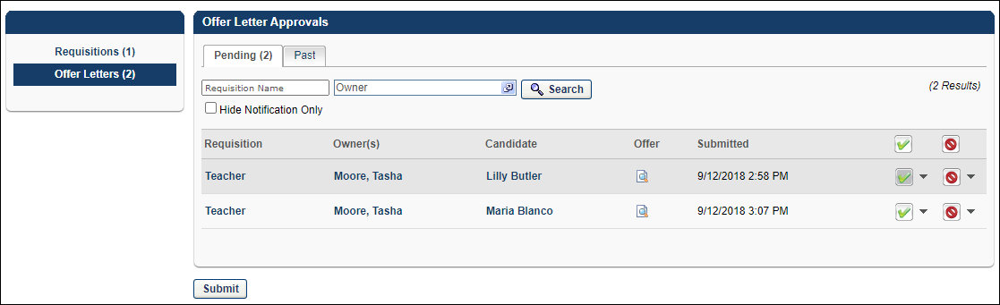 Offer Letter Approvals
Requisitions (1)
Offer Letters (2)
Pending (2) Past
Requisition Name Owner Search (2 Results)
Hide Notification Only
Requisition Owner(s) Candidate Offer Submitted
Teacher Moore, Tasha Lilly Butler 9/12/2018 2:58 PM
Teacher Moore, Tasha Maria Blanco 9/12/2018 3:07 PM
Submit